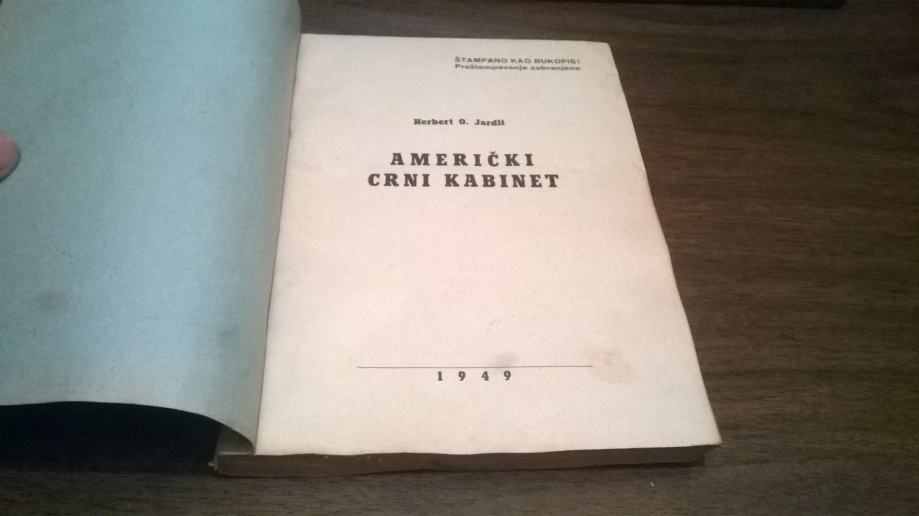 ŠTAMPANO KAO RUKOPIS!
Preštampavanje zabranjeno
Herbert O. Jardli
AMERIČKI
CRNI KABINET
1949